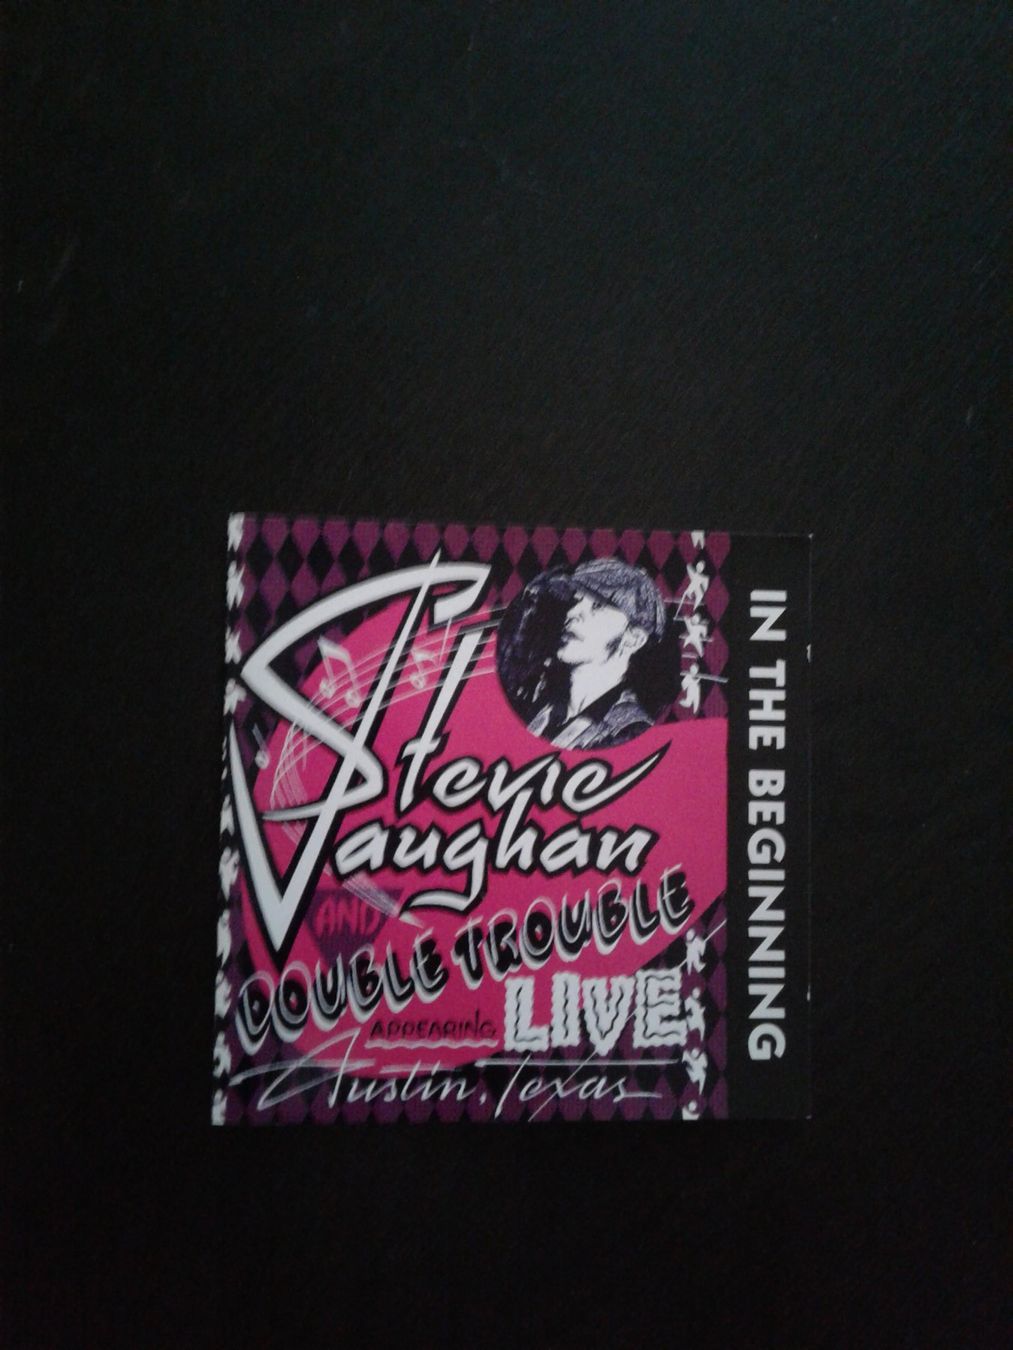 Stevie
Vaughan
AND
DOUBLE TROUBLE
APPEARING LIVE
Austin, Texas
IN THE BEGINNING